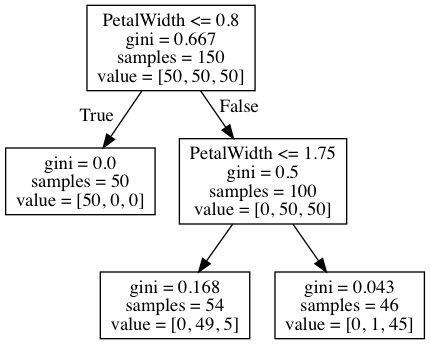 PetalWidth <= 0.8
gini = 0.667
samples = 150
value = [50, 50, 50]
True
False
gini = 0.0
samples = 50
value = [50, 0, 0]
PetalWidth <= 1.75
gini = 0.5
samples = 100
value = [0, 50, 50]
gini = 0.168
samples = 54
value = [0, 49, 5]
gini = 0.043
samples = 46
value = [0, 1, 45]